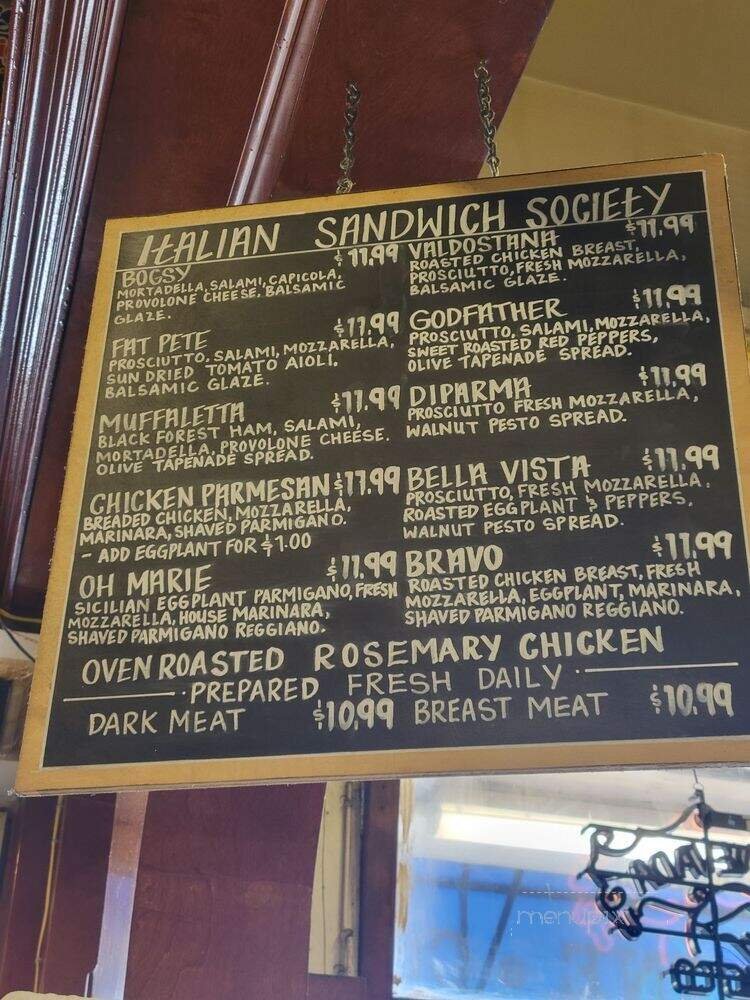 ITALIAN SANDWICH SOCIETY
BOGSY $11.99
MORTADELLA, SALAMI, CAPICOLA,
PROVOLONE CHEESE, BALSAMIC
GLAZE.
FAT PETE $11.99
PROSCIUTTO, SALAMI, MOZZARELLA,
SUN DRIED TOMATO AIOLI,
BALSAMIC GLAZE.
MUFFALETTA $11.99
BLACK FOREST HAM, SALAMI,
MORTADELLA, PROVOLONE CHEESE.
OLIVE TAPENADE SPREAD.
CHICKEN PARMESAN $11.99
BREADED CHICKEN, MOZZARELLA,
MARINARA, SHAVED PARMIGANO.
- ADD EGGPLANT FOR $1.00
OH MARIE $11.99
SICILIAN EGGPLANT PARMIGANO, FRESH
MOZZARELLA, HOUSE MARINARA,
SHAVED PARMIGANO REGGIANO.
VALDOSTANA $11.99
ROASTED CHICKEN BREAST,
PROSCIUTTO, FRESH MOZZARELLA,
BALSAMIC GLAZE.
GODFATHER $11.99
PROSCIUTTO, SALAMI, MOZZARELLA,
SWEET ROASTED RED PEPPERS,
OLIVE TAPENADE SPREAD.
DIPARMA $11.99
PROSCIUTTO FRESH MOZZARELLA,
WALNUT PESTO SPREAD.
BELLA VISTA $11.99
PROSCIUTTO, FRESH MOZZARELLA,
ROASTED EGGPLANT & PEPPERS,
WALNUT PESTO SPREAD.
BRAVO $11.99
ROASTED CHICKEN BREAST, FRESH
MOZZARELLA, EGGPLANT, MARINARA,
SHAVED PARMIGANO REGGIANO.
OVEN ROASTED ROSEMARY CHICKEN
PREPARED FRESH DAILY
DARK MEAT $10.99 BREAST MEAT $10.99
menupix